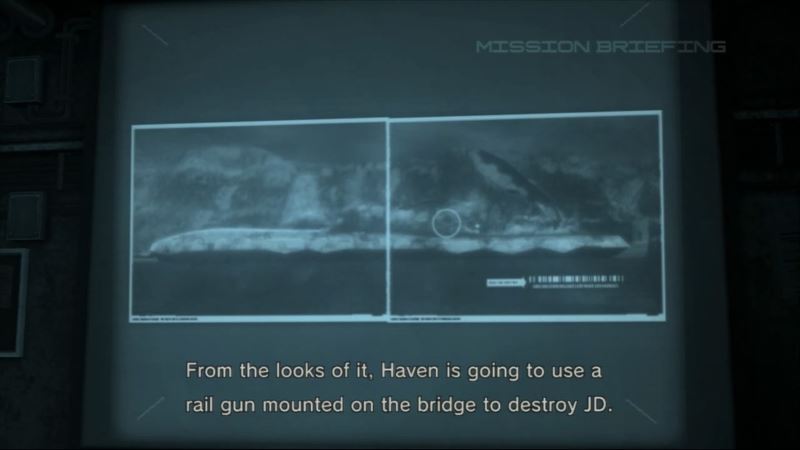 MISSION BRIEFING
From the looks of it, Haven is going to use a
rail gun mounted on the bridge to destroy JD.